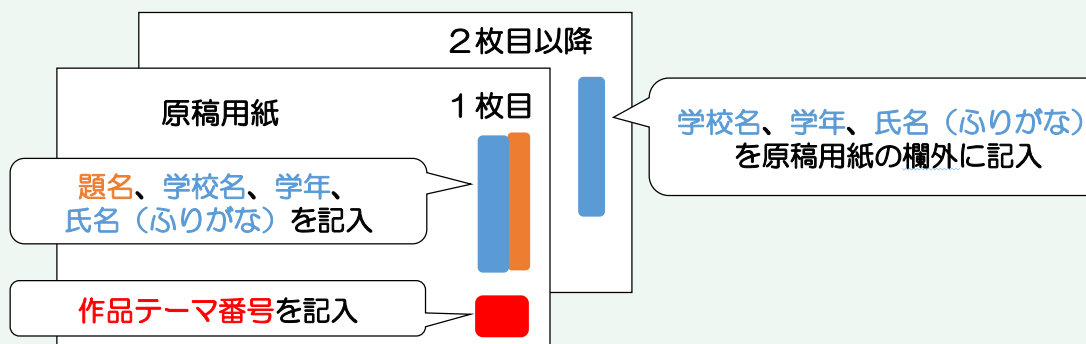 ２枚目以降
原稿用紙
１枚目
学校名、学年、氏名（ふりがな）
を原稿用紙の欄外に記入
題名、学校名、学年、
氏名（ふりがな）を記入
作品テーマ番号を記入